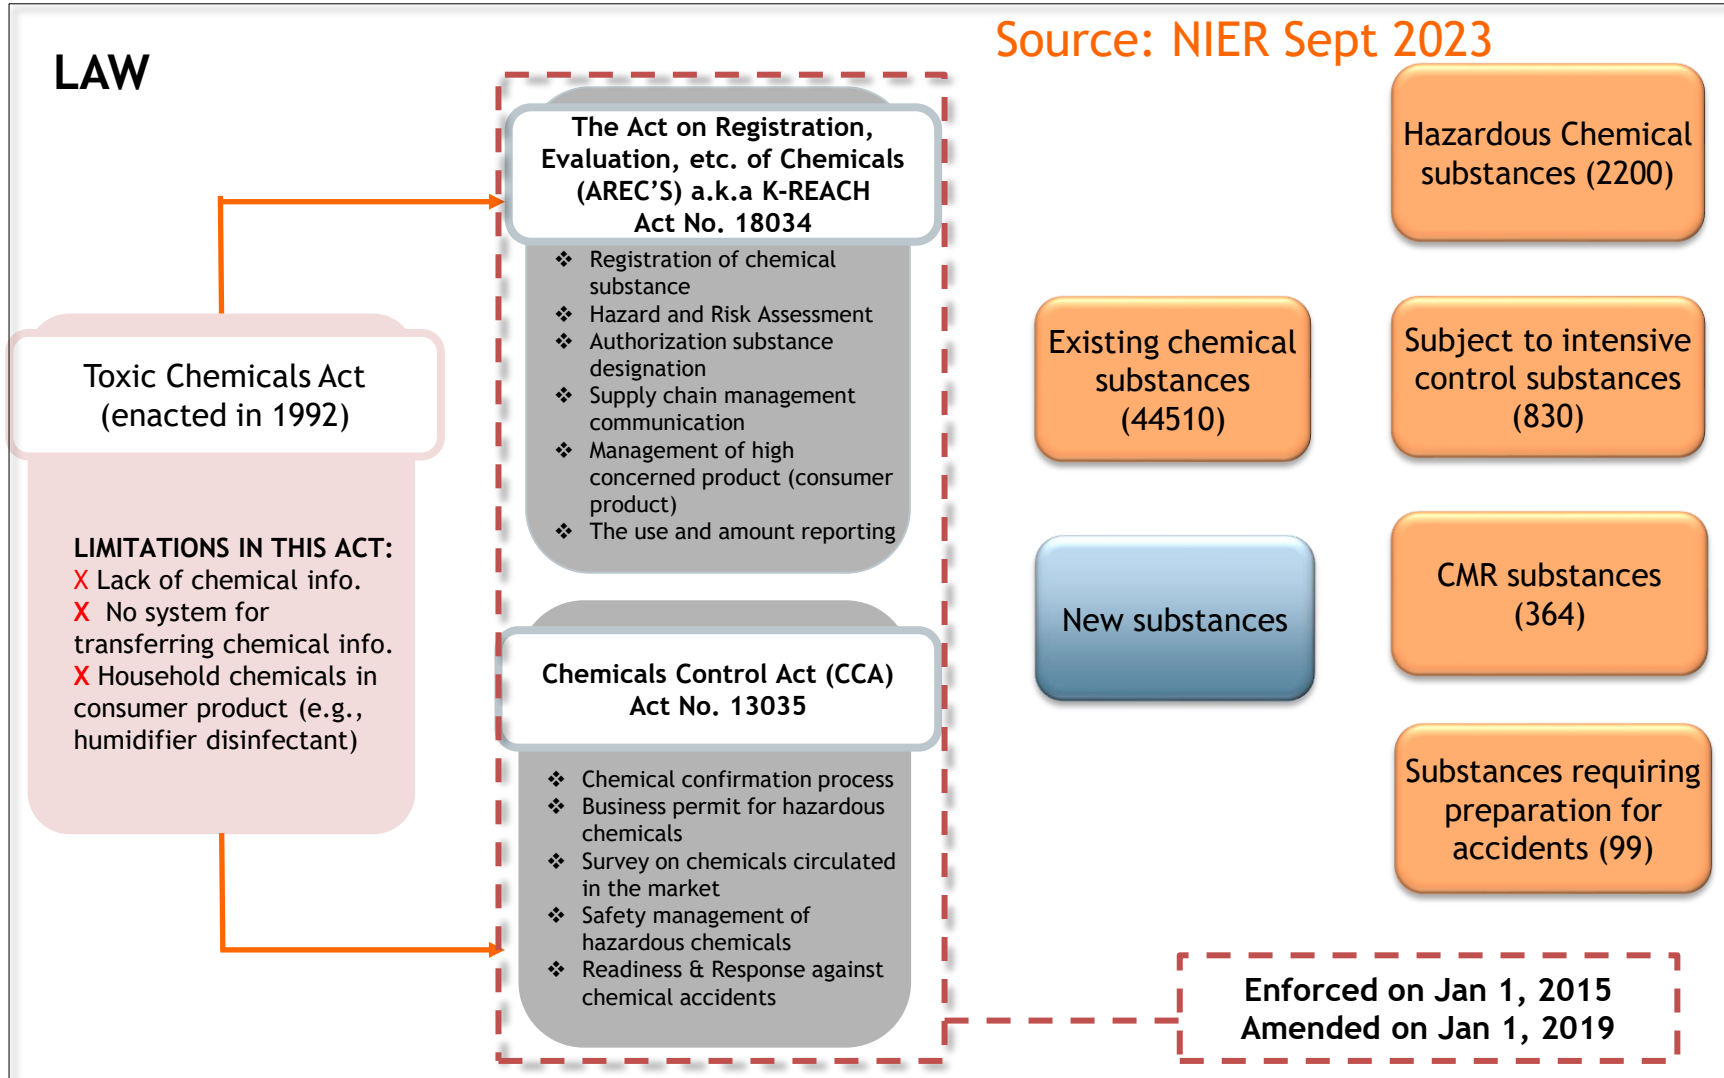 LAW
Source: NIER Sept 2023
Toxic Chemicals Act
(enacted in 1992)
LIMITATIONS IN THIS ACT:
X Lack of chemical info.
X No system for
transferring chemical info.
X Household chemicals in
consumer product (e.g.,
humidifier disinfectant)
The Act on Registration,
Evaluation, etc. of Chemicals
(AREC’S) a.k.a K-REACH
Act No. 18034
❖ Registration of chemical
substance
❖ Hazard and Risk Assessment
❖ Authorization substance
designation
❖ Supply chain management
communication
❖ Management of high
concerned product (consumer
product)
❖ The use and amount reporting
Chemicals Control Act (CCA)
Act No. 13035
❖ Chemical confirmation process
❖ Business permit for hazardous
chemicals
❖ Survey on chemicals circulated
in the market
❖ Safety management of
hazardous chemicals
❖ Readiness & Response against
chemical accidents
Existing chemical
substances
(44510)
New substances
Hazardous Chemical
substances (2200)
Subject to intensive
control substances
(830)
CMR substances
(364)
Substances requiring
preparation for
accidents (99)
Enforced on Jan 1, 2015
Amended on Jan 1, 2019